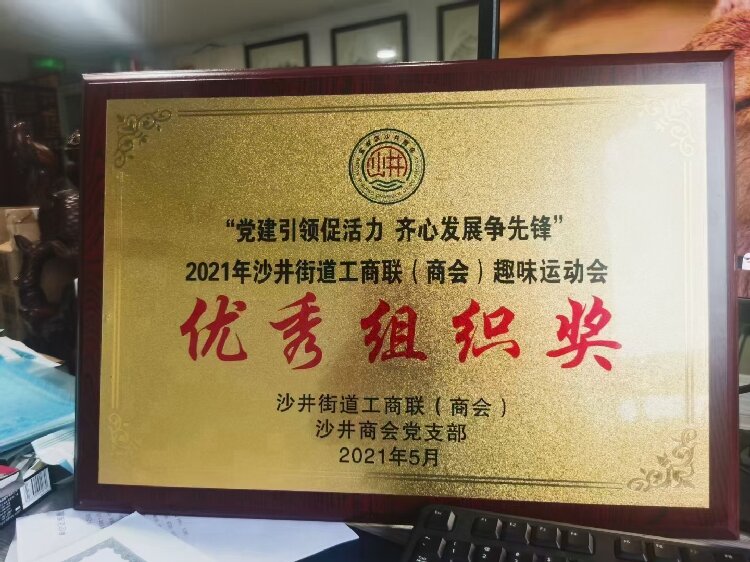 沙井
“党建引领促活力 齐心发展争先锋”
2021年沙井街道工商联(商会)趣味运动会
优秀组织奖
沙井街道工商联(商会)
沙井商会党支部
2021年5月